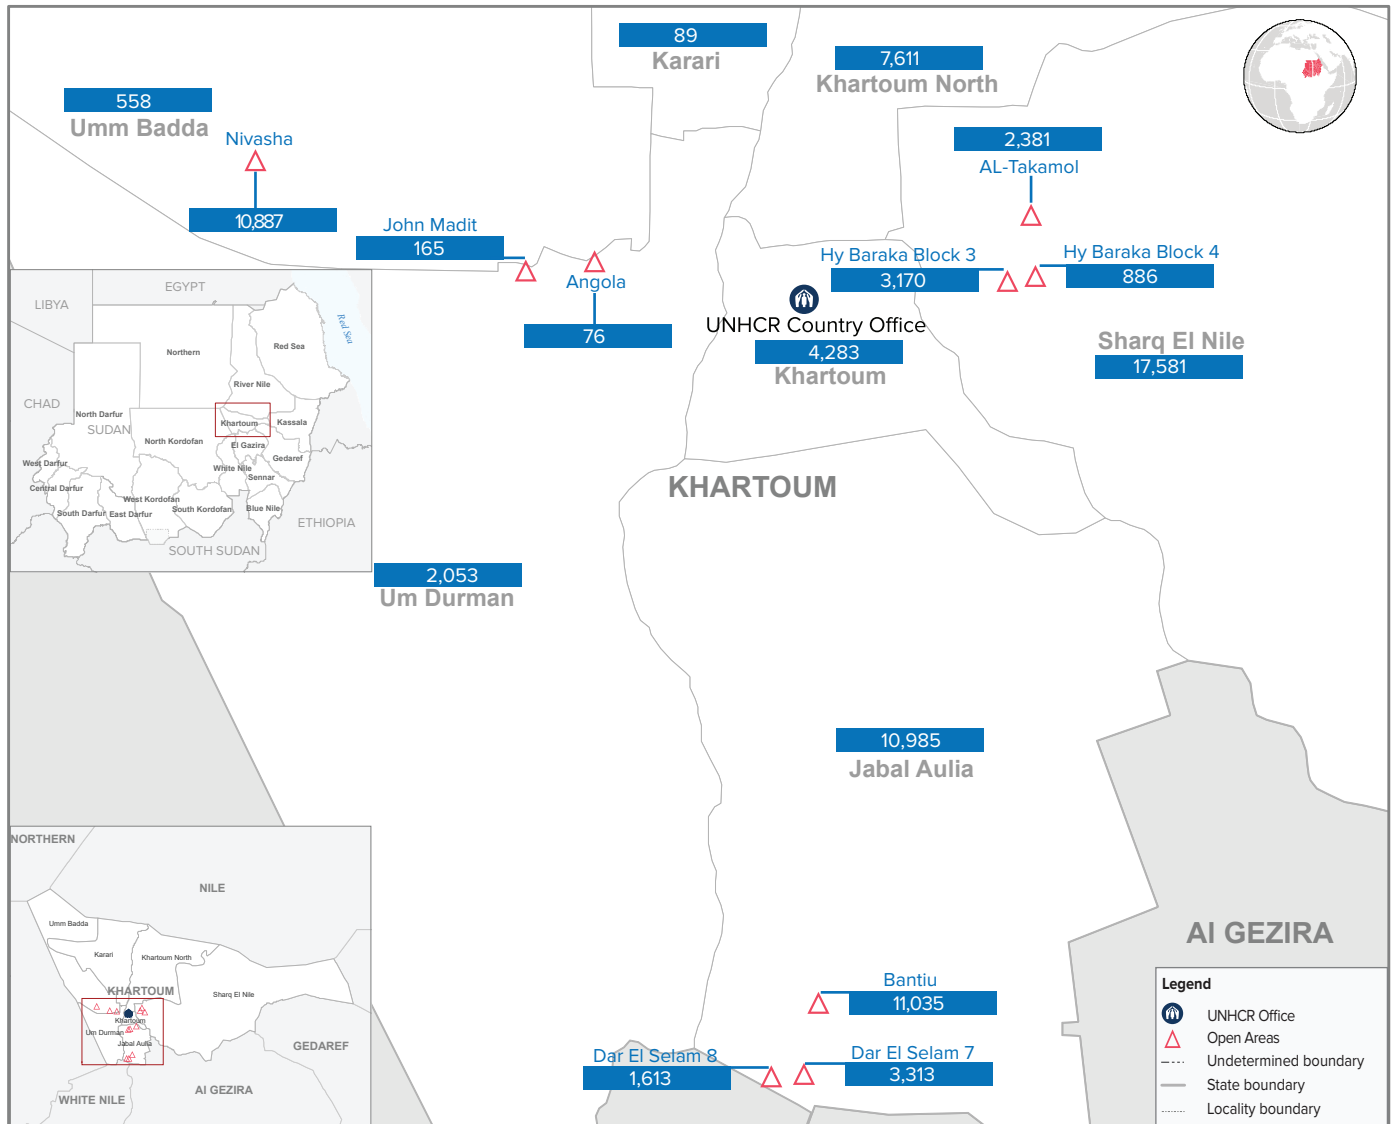 89
Karari
7,611
Khartoum North
558
Umm Badda
Nivasha
10,887
2,381
AL-Takamol
John Madit
165
Angola
76
Hy Baraka Block 3
3,170
Hy Baraka Block 4
886
UNHCR Country Office
4,283
Khartoum
Sharq El Nile
17,581
KHARTOUM
2,053
Um Durman
10,985
Jabal Aulia
Al GEZIRA
Bantiu
11,035
Dar El Selam 8
1,613
Dar El Selam 7
3,313
LIBYA
EGYPT
Red Sea
Northern
Red Sea
River Nile
CHAD
North Darfur
SUDAN
Khartoum
Kassala
North Kordofan
El Gazira
Gedaref
West Darfur
White Nile
Sennar
Central Darfur
West Kordofan
South Darfur
East Darfur
South Kordofan
Blue Nile
ETHIOPIA
SOUTH SUDAN
NORTHERN
NILE
Umm Badda
Karari
Khartoum North
KHARTOUM
Sharq El Nile
Khartoum
Um Durman
Jabal Aulia
GEDAREF
WHITE NILE
Al GEZIRA
Legend
UNHCR Office
Open Areas
Undetermined boundary
State boundary
Locality boundary